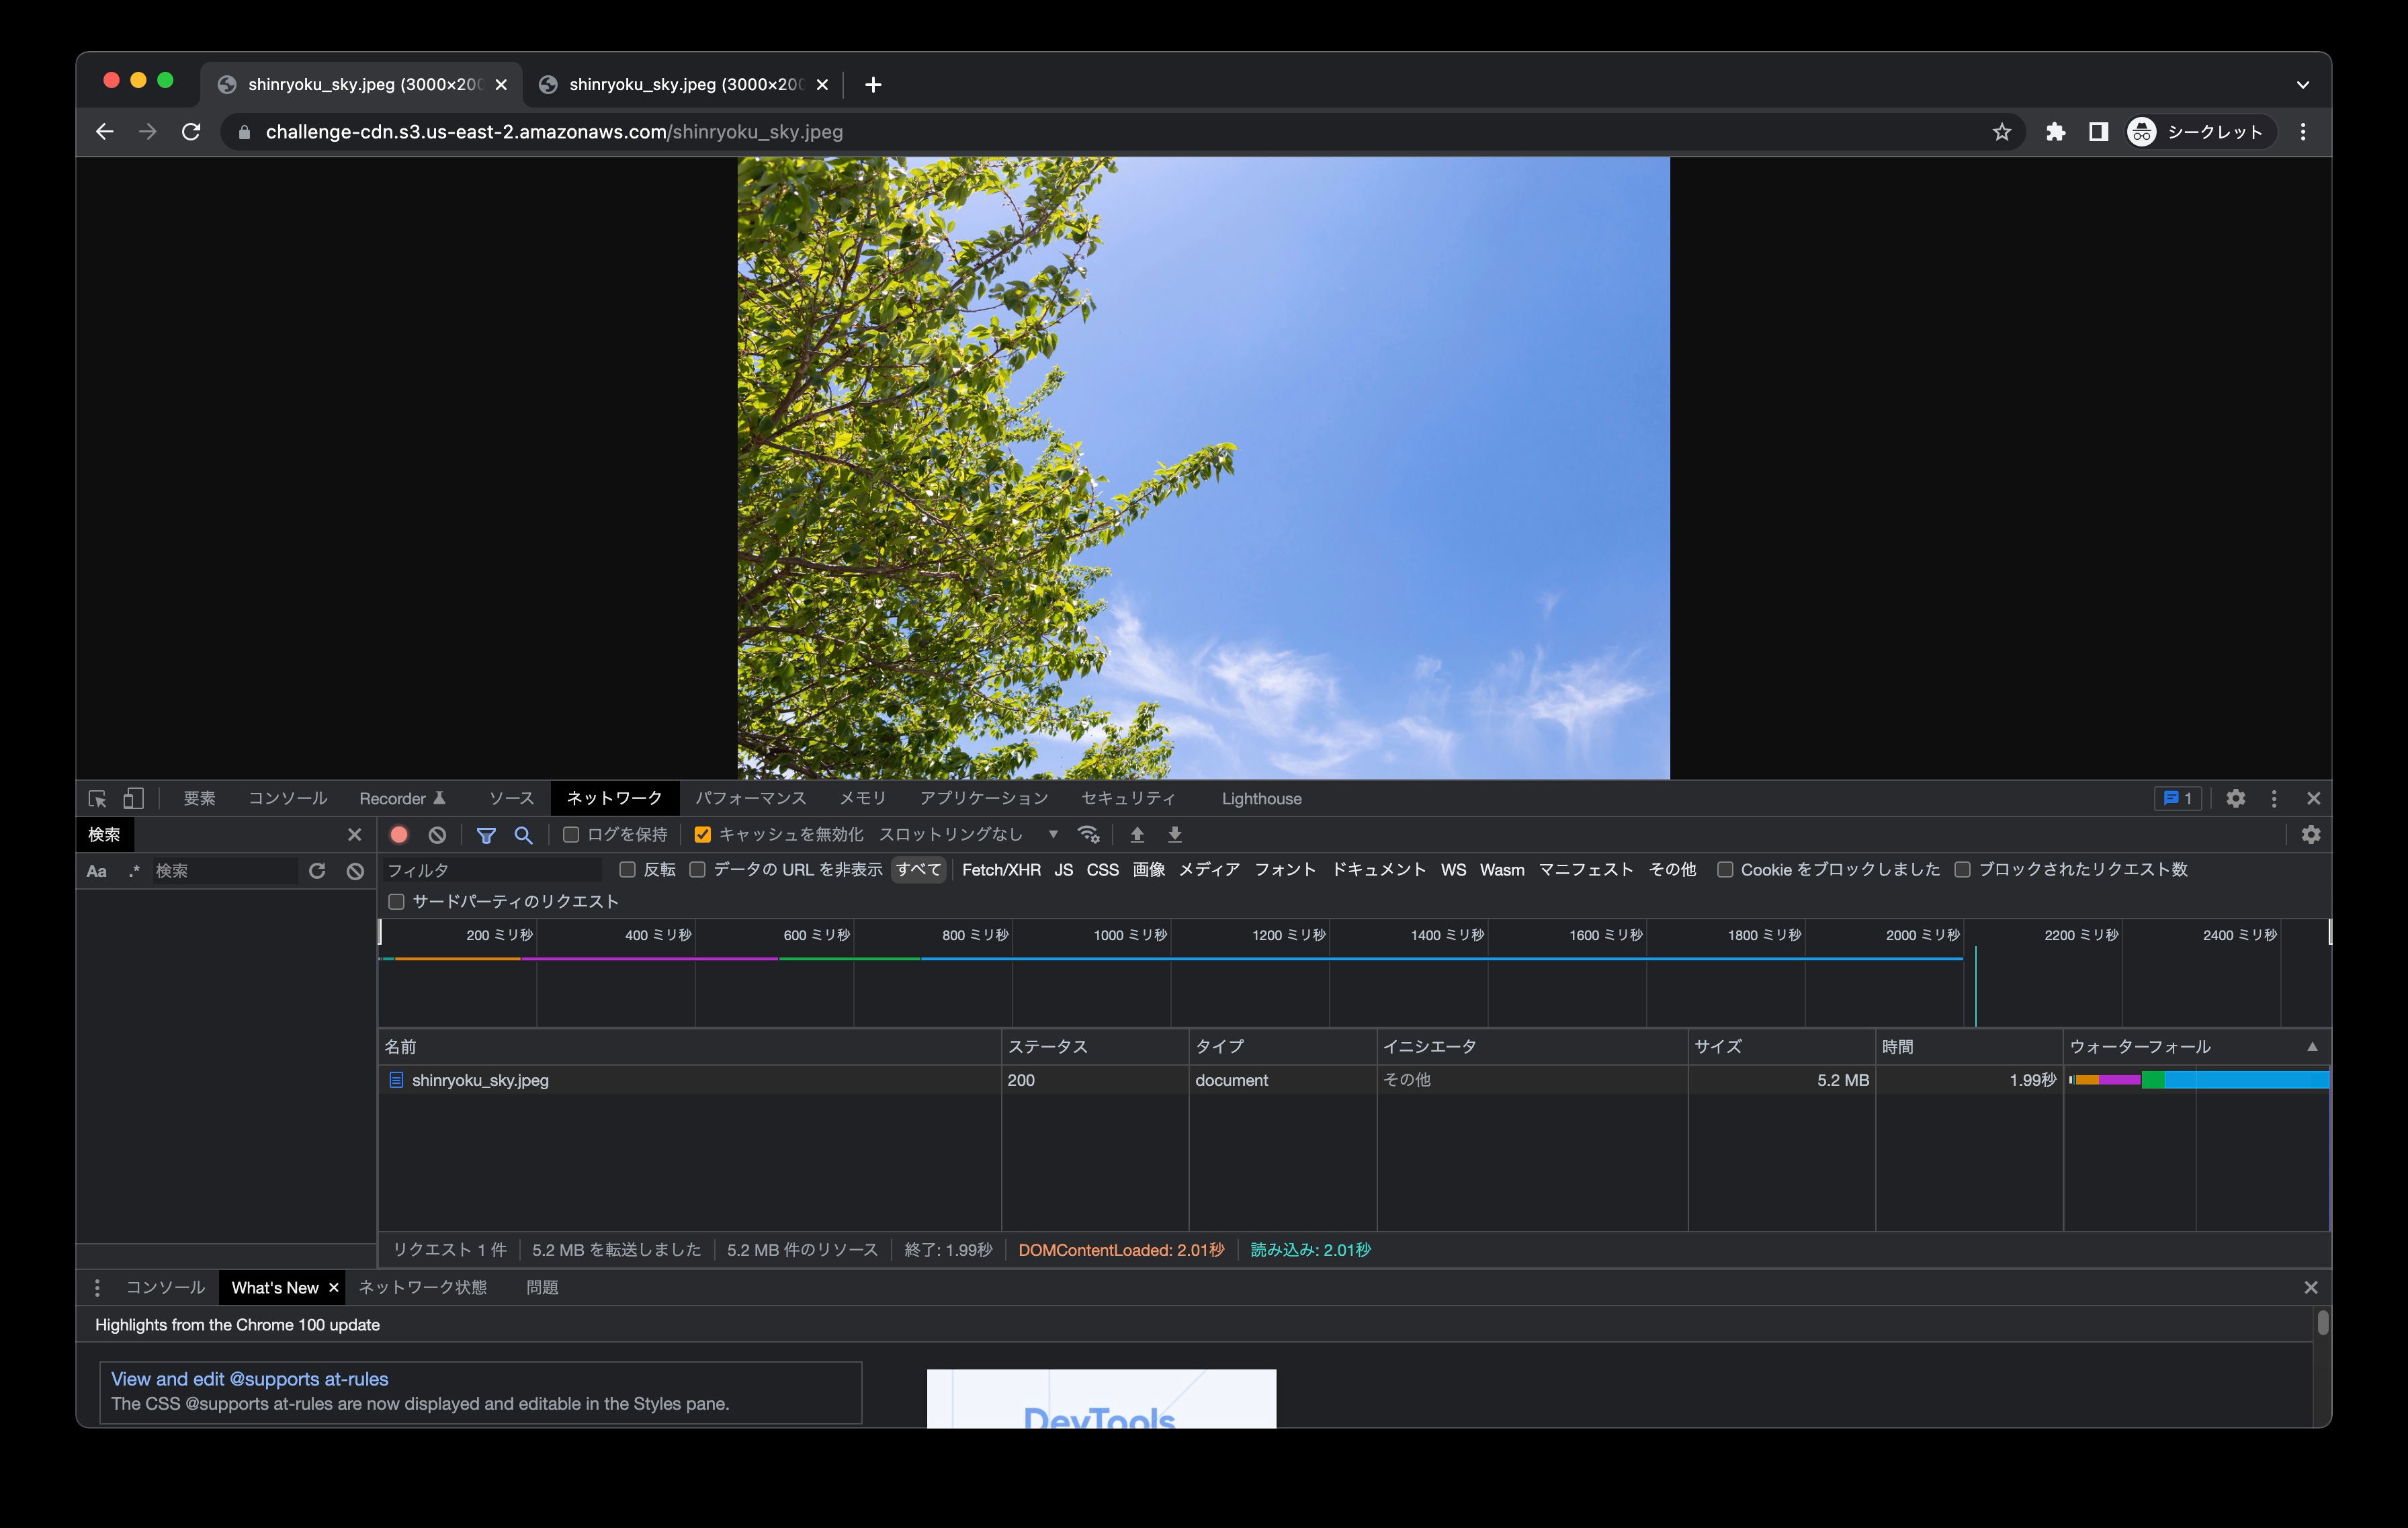 shinryoku_sky.jpeg (3000×200
shinryoku_sky.jpeg (3000×200
challenge-cdn.s3.us-east-2.amazonaws.com/shinryoku_sky.jpeg
シークレット
要素 コンソール Recorder ソース ネットワーク パフォーマンス メモリ アプリケーション セキュリティ Lighthouse 1
検索
ログを保持 キャッシュを無効化 スロットリングなし
Aa .* 検索
フィルタ 反転 データの URL を非表示 すべて Fetch/XHR JS CSS 画像 メディア フォント ドキュメント WS Wasm マニフェスト その他 Cookie をブロックしました ブロックされたリクエスト数
サードパーティのリクエスト
200 ミリ秒 400 ミリ秒 600 ミリ秒 800 ミリ秒 1000 ミリ秒 1200 ミリ秒 1400 ミリ秒 1600 ミリ秒 1800 ミリ秒 2000 ミリ秒 2200 ミリ秒 2400 ミリ秒
名前 ステータス タイプ イニシエータ サイズ 時間 ウォーターフォール
shinryoku_sky.jpeg 200 document その他 5.2 MB 1.99秒
リクエスト 1 件 5.2 MB を転送しました 5.2 MB 件のリソース 終了: 1.99秒 DOMContentLoaded: 2.01秒 読み込み: 2.01秒
コンソール What's New ネットワーク状態 問題
Highlights from the Chrome 100 update
View and edit @supports at-rules
The CSS @supports at-rules are now displayed and editable in the Styles pane.
DevTools